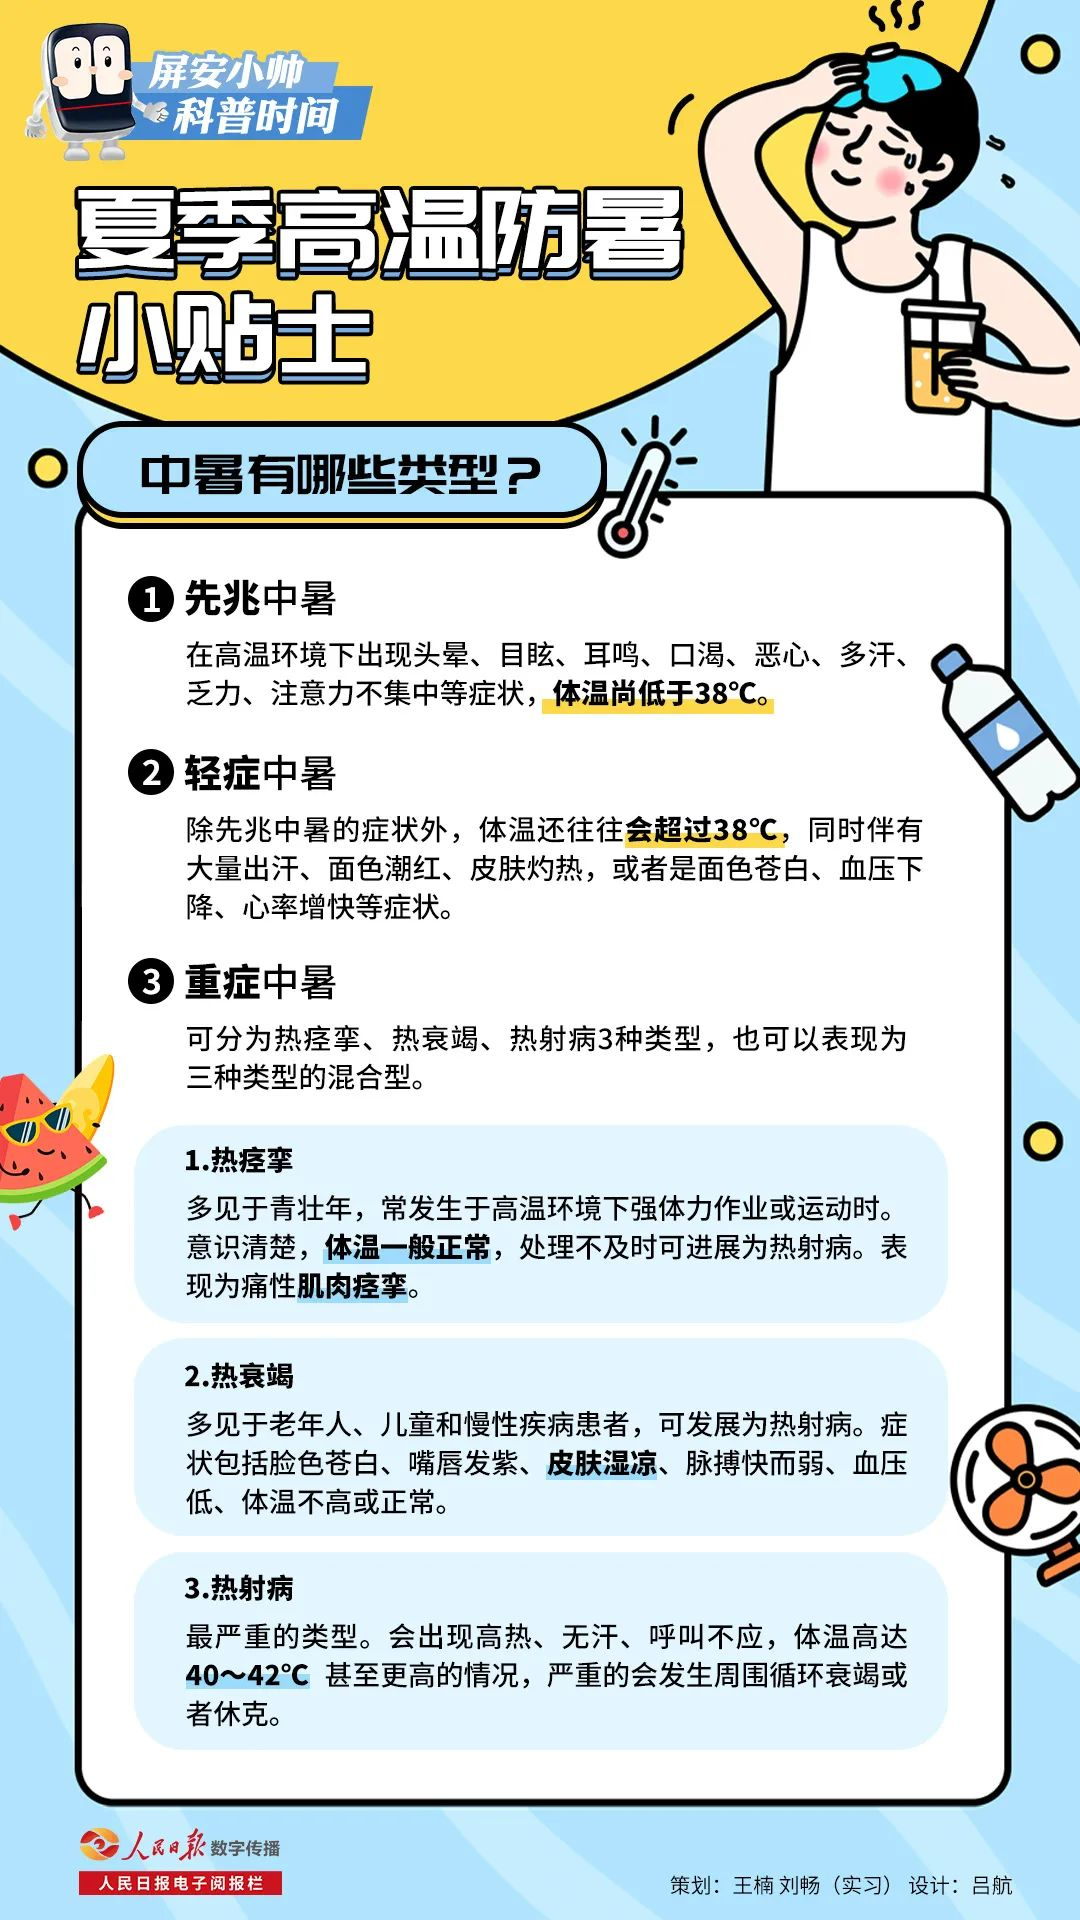 屏安小帅
科普时间
夏季高温防暑
小贴士
中暑有哪些类型？
1 先兆中暑
在高温环境下出现头晕、目眩、耳鸣、口渴、恶心、多汗、
乏力、注意力不集中等症状，体温尚低于38℃。
2 轻症中暑
除先兆中暑的症状外，体温还往往会超过38℃，同时伴有
大量出汗、面色潮红、皮肤灼热，或者是面色苍白、血压下
降、心率增快等症状。
3 重症中暑
可分为热痉挛、热衰竭、热射病3种类型，也可以表现为
三种类型的混合型。
1.热痉挛
多见于青壮年，常发生于高温环境下强体力作业或运动时。
意识清楚，体温一般正常，处理不及时可进展为热射病。表
现为痛性肌肉痉挛。
2.热衰竭
多见于老年人、儿童和慢性疾病患者，可发展为热射病。症
状包括脸色苍白、嘴唇发紫、皮肤湿凉、脉搏快而弱、血压
低、体温不高或正常。
3.热射病
最严重的类型。会出现高热、无汗、呼叫不应，体温高达
40～42℃ 甚至更高的情况，严重的会发生周围循环衰竭或
者休克。
人民日报 数字传播
人民日报电子阅报栏
策划：王楠 刘畅（实习） 设计：吕航